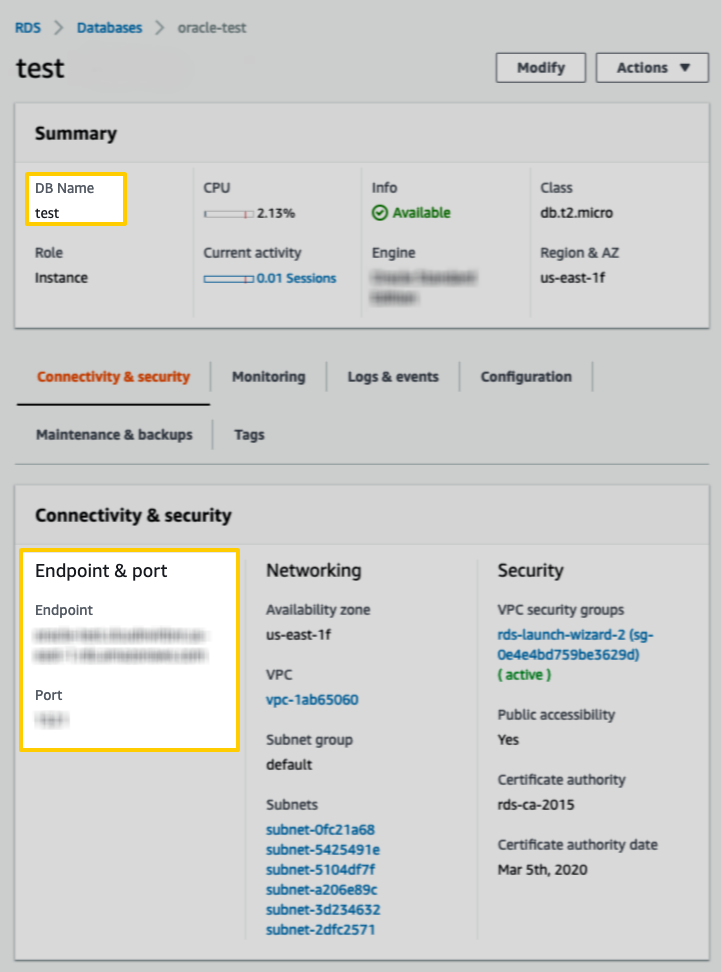 RDS > Databases > oracle-test
test
Modify
Actions ▼
Summary
DB Name
test
CPU
2.13%
Info
Available
Class
db.t2.micro
Role
Instance
Current activity
0.01 Sessions
Engine
Region & AZ
us-east-1f
Connectivity & security
Monitoring
Logs & events
Configuration
Maintenance & backups
Tags
Connectivity & security
Endpoint & port
Endpoint
Port
Networking
Availability zone
us-east-1f
VPC
vpc-1ab65060
Subnet group
default
Subnets
subnet-0fc21a68
subnet-5425491e
subnet-5104df7f
subnet-a206e89c
subnet-3d234632
subnet-2dfc2571
Security
VPC security groups
rds-launch-wizard-2 (sg-
0e4e4bd759be3629d)
( active )
Public accessibility
Yes
Certificate authority
rds-ca-2015
Certificate authority date
Mar 5th, 2020